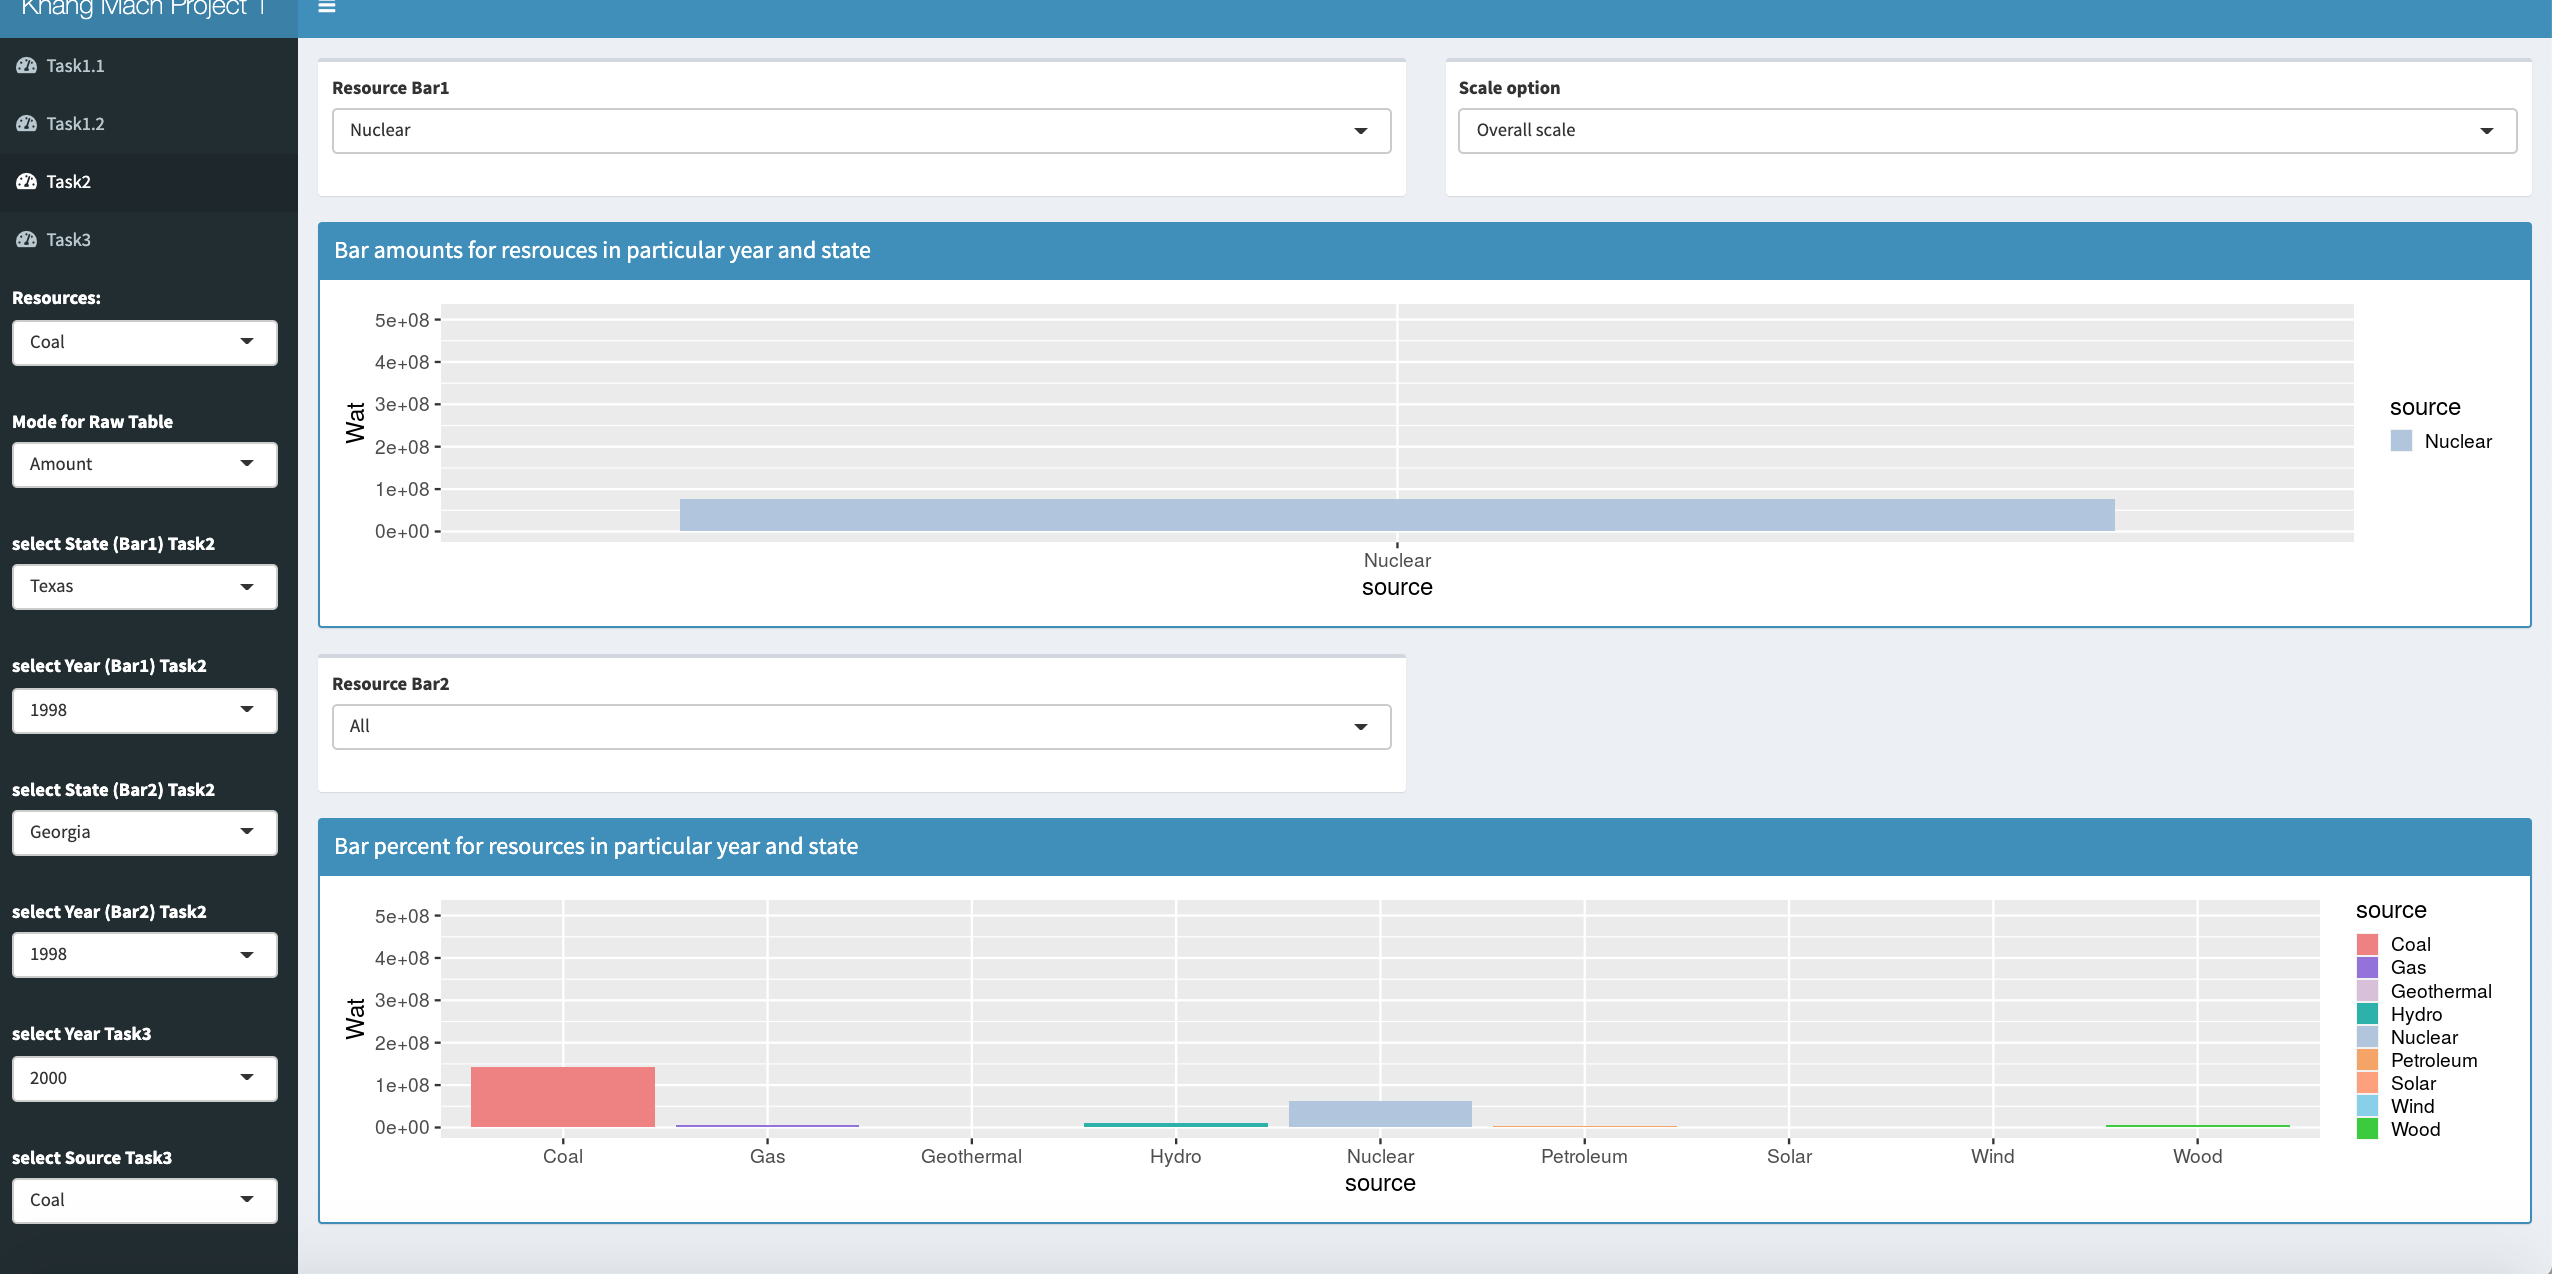 Khang Mach Project 1
Task1.1
Task1.2
Task2
Task3
Resources:
Coal
Mode for Raw Table
Amount
select State (Bar1) Task2
Texas
select Year (Bar1) Task2
1998
select State (Bar2) Task2
Georgia
select Year (Bar2) Task2
1998
select Year Task3
2000
select Source Task3
Coal
Resource Bar1
Nuclear
Scale option
Overall scale
Bar amounts for resrouces in particular year and state
5e+08
4e+08
3e+08
2e+08
1e+08
0e+00
Wat
Nuclear
source
source
Nuclear
Resource Bar2
All
Bar percent for resources in particular year and state
5e+08
4e+08
3e+08
2e+08
1e+08
0e+00
Wat
Coal Gas Geothermal Hydro Nuclear Petroleum Solar Wind Wood
source
source
Coal
Gas
Geothermal
Hydro
Nuclear
Petroleum
Solar
Wind
Wood